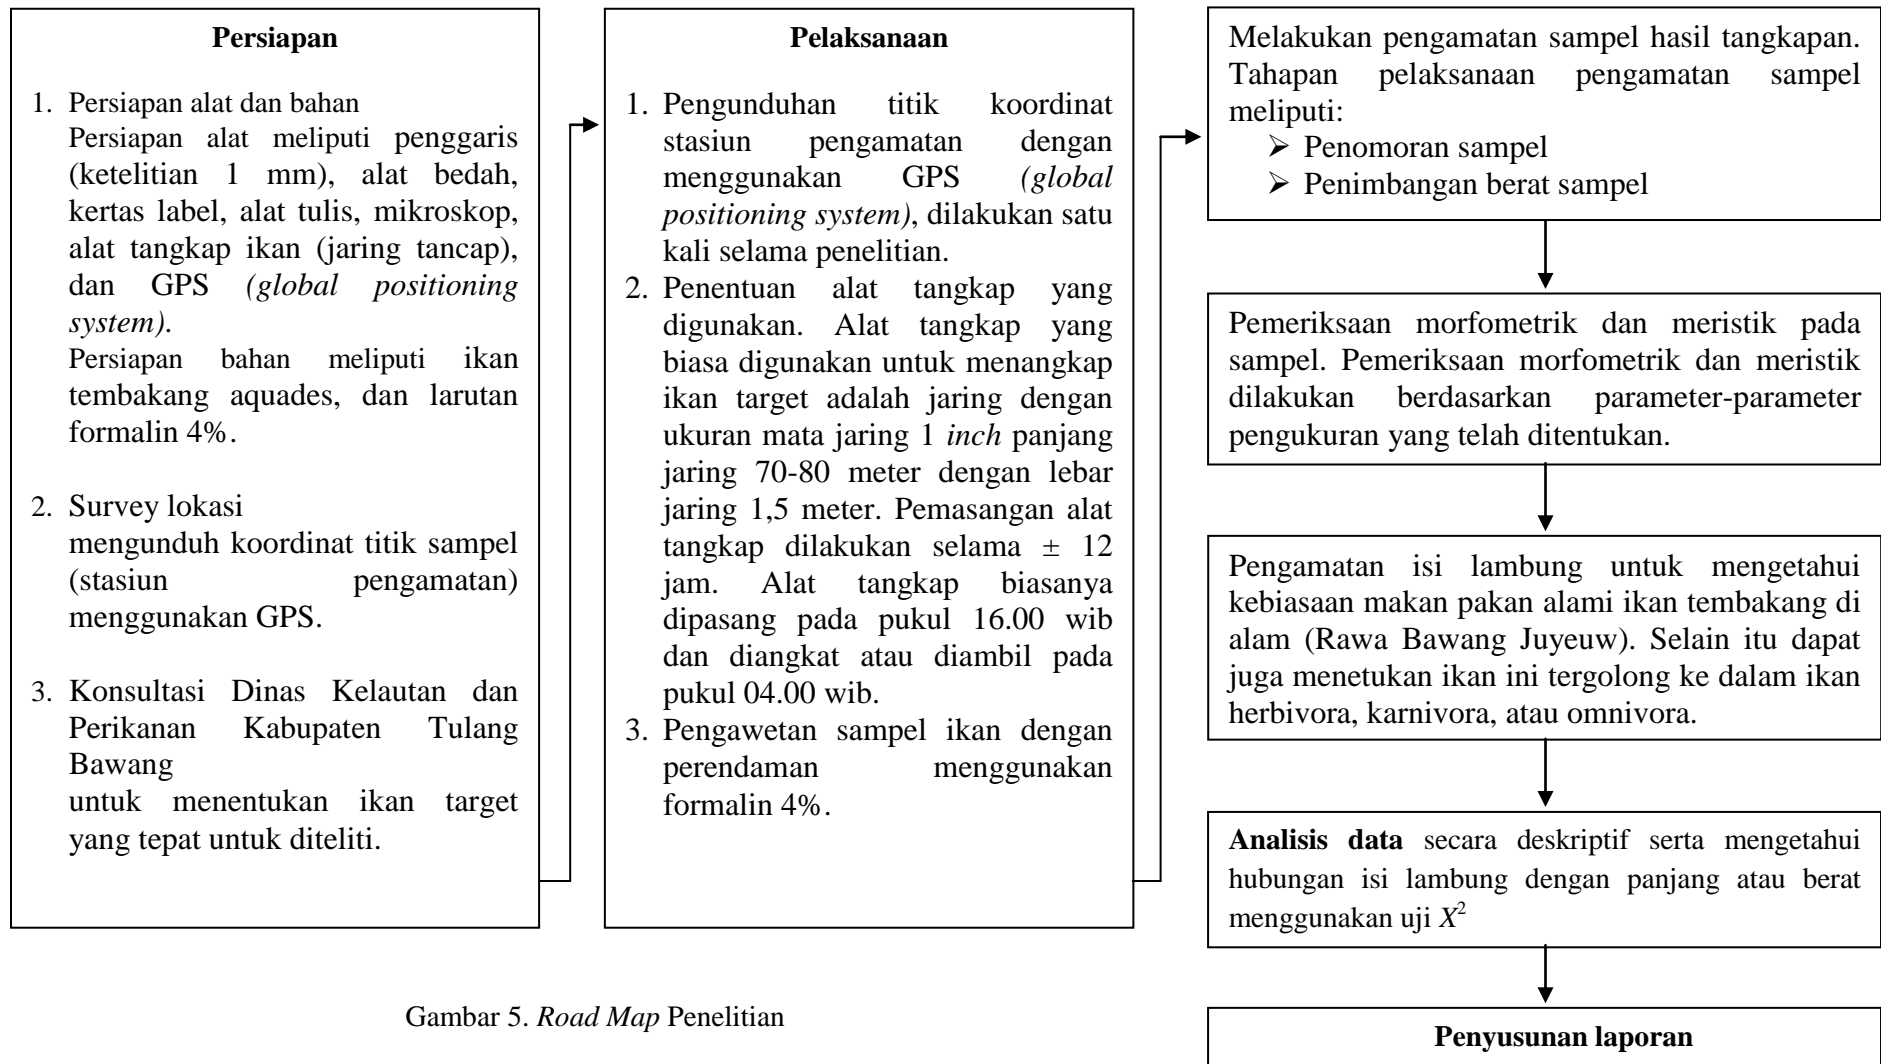 Persiapan
1. Persiapan alat dan bahan
Persiapan alat meliputi penggaris
(ketelitian 1 mm), alat bedah,
kertas label, alat tulis, mikroskop,
alat tangkap ikan (jaring tancap),
dan GPS (global positioning
system).
Persiapan bahan meliputi ikan
tembakang aquades, dan larutan
formalin 4%.
2. Survey lokasi
mengunduh koordinat titik sampel
(stasiun pengamatan)
menggunakan GPS.
3. Konsultasi Dinas Kelautan dan
Perikanan Kabupaten Tulang
Bawang
untuk menentukan ikan target
yang tepat untuk diteliti.
Pelaksanaan
1. Pengunduhan titik koordinat
stasiun pengamatan dengan
menggunakan GPS (global
positioning system), dilakukan satu
kali selama penelitian.
2. Penentuan alat tangkap yang
digunakan. Alat tangkap yang
biasa digunakan untuk menangkap
ikan target adalah jaring dengan
ukuran mata jaring 1 inch panjang
jaring 70-80 meter dengan lebar
jaring 1,5 meter. Pemasangan alat
tangkap dilakukan selama ± 12
jam. Alat tangkap biasanya
dipasang pada pukul 16.00 wib
dan diangkat atau diambil pada
pukul 04.00 wib.
3. Pengawetan sampel ikan dengan
perendaman menggunakan
formalin 4%.
Melakukan pengamatan sampel hasil tangkapan.
Tahapan pelaksanaan pengamatan sampel
meliputi:
➢ Penomoran sampel
➢ Penimbangan berat sampel
Pemeriksaan morfometrik dan meristik pada
sampel. Pemeriksaan morfometrik dan meristik
dilakukan berdasarkan parameter-parameter
pengukuran yang telah ditentukan.
Pengamatan isi lambung untuk mengetahui
kebiasaan makan pakan alami ikan tembakang di
alam (Rawa Bawang Juyeuw). Selain itu dapat
juga menetukan ikan ini tergolong ke dalam ikan
herbivora, karnivora, atau omnivora.
Analisis data secara deskriptif serta mengetahui
hubungan isi lambung dengan panjang atau berat
menggunakan uji X²
Penyusunan laporan
Gambar 5. Road Map Penelitian